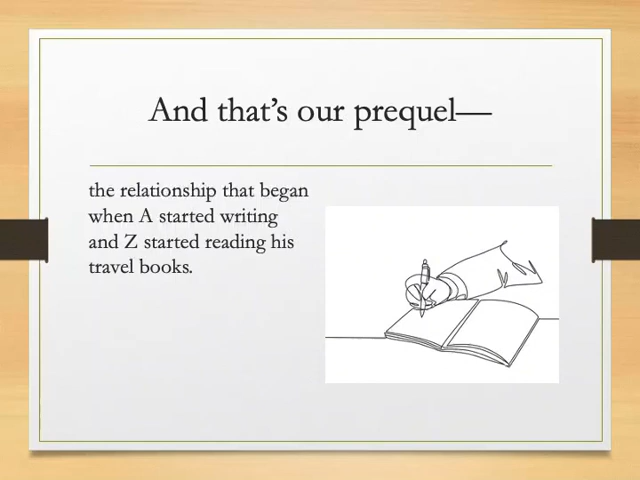 And that’s our prequel—
the relationship that began
when A started writing
and Z started reading his
travel books.